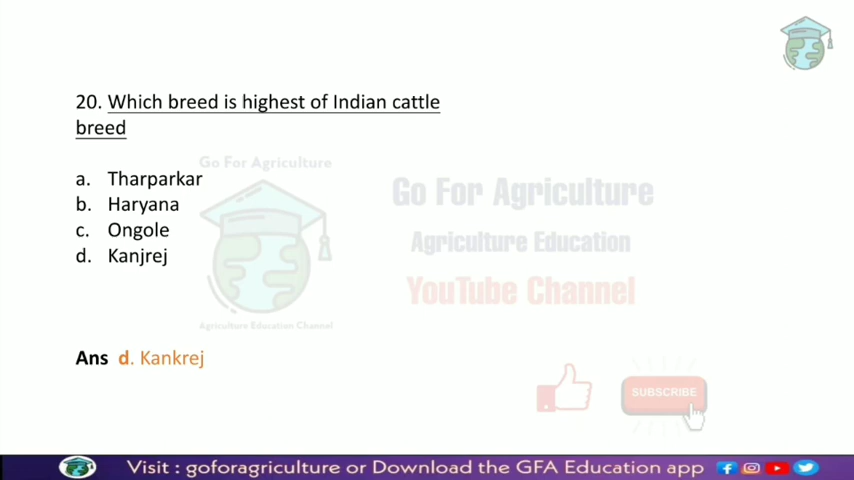 20. Which breed is highest of Indian cattle
breed
a. Tharparkar
b. Haryana
c. Ongole
d. Kanjrej
Ans d. Kankrej
Go For Agriculture
Agriculture Education Channel
Go For Agriculture
Agriculture Education
YouTube Channel
SUBSCRIBE
Visit : goforagriculture or Download the GFA Education app